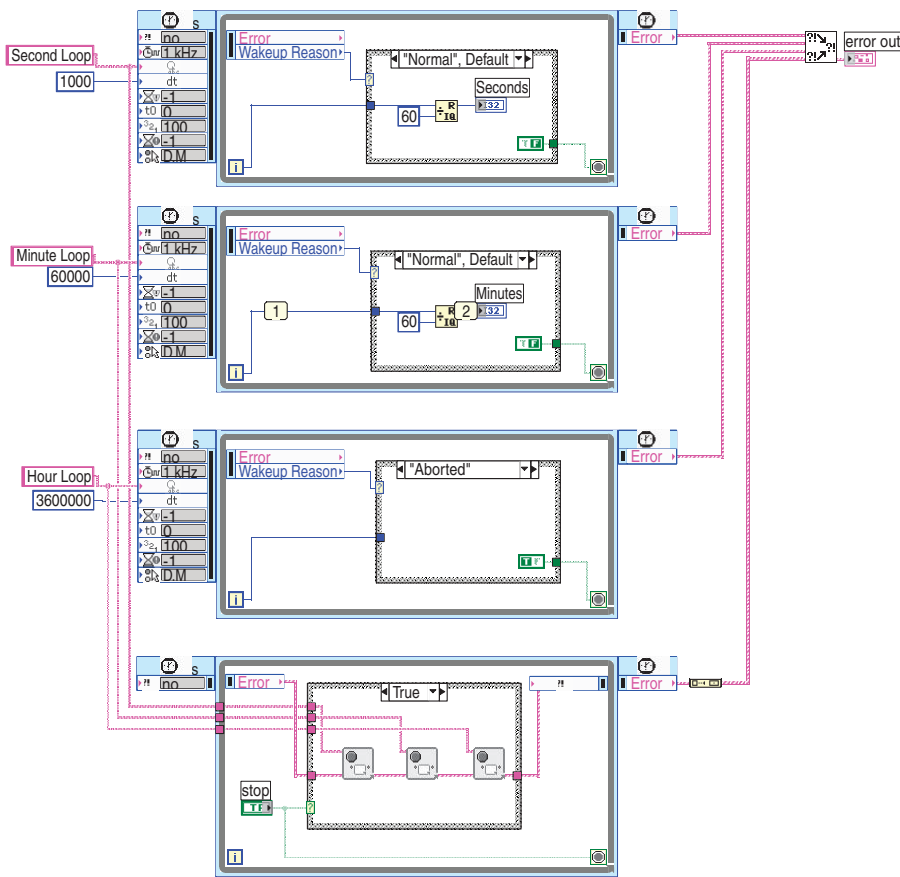 s
no
Second Loop
1 kHz
1000
dt
-1
t0 0
100
-1
D.M
Error
Wakeup Reason
"Normal", Default
?
Seconds
60
R
IQ
I32
T F
i
Error
?!
error out
s
?! no
Minute Loop
1 kHz
60000
dt
-1
t0 0
100
-1
D.M
Error
Wakeup Reason
"Normal", Default
?
Minutes
1
60
R
IQ
2
I32
T F
i
Error
s
?! no
Hour Loop
1 kHz
3600000
dt
-1
t0 0
100
-1
D.M
Error
Wakeup Reason
"Aborted"
?
T F
i
Error
s
?! no
Error
True
?!
Error
stop
TF
?
i